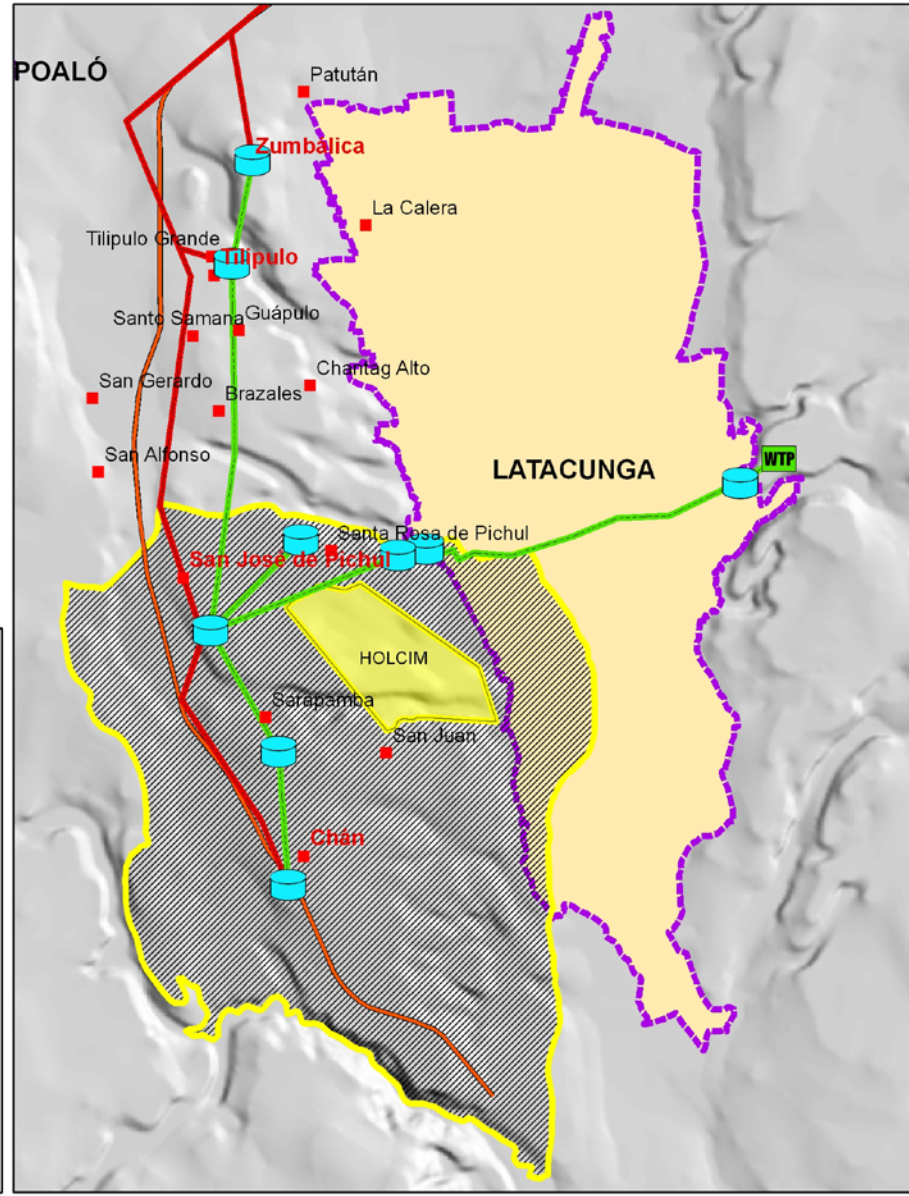 POALÓ
Patután
Zumbalica
La Calera
Tilipulo Grande
Tilipulo
Santo Samana
Guápulo
Chantag Alto
San Gerardo
Brazales
San Alfonso
LATACUNGA
WTP
Santa Rosa de Pichul
San José de Pichul
HOLCIM
Sarapamba
San Juan
Chán